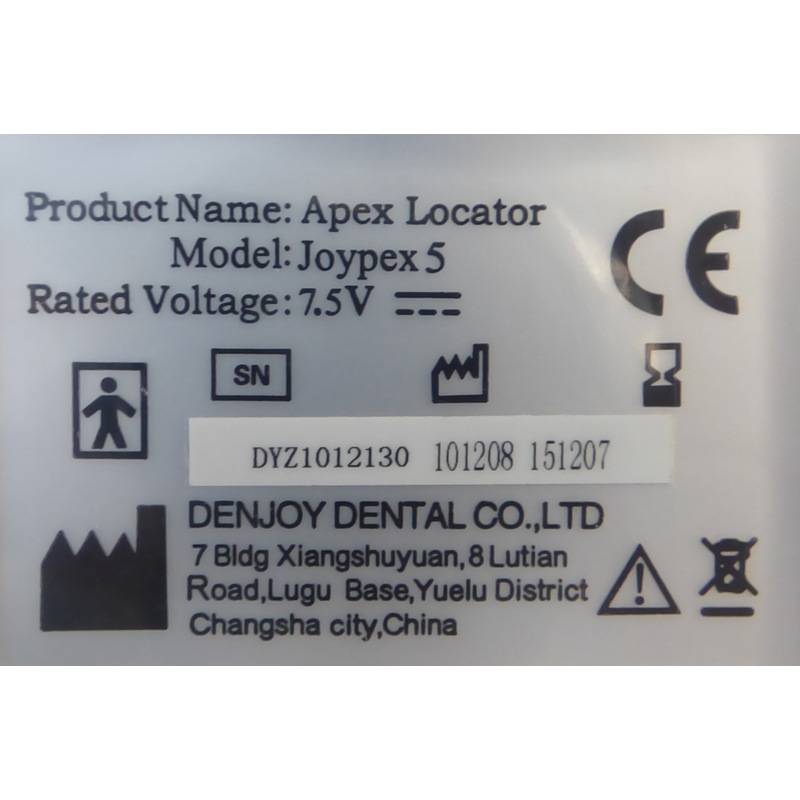 Product Name: Apex Locator
Model: Joypex 5
Rated Voltage: 7.5V
CE
SN
DYZ1012130 101208 151207
DENJOY DENTAL CO.,LTD
7 Bldg Xiangshuyuan,8 Lutian
Road,Lugu Base,Yuelu District
Changsha city,China